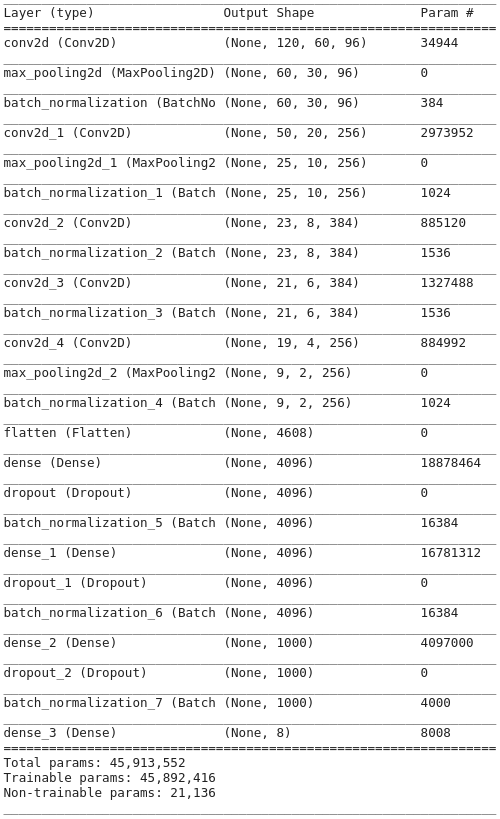 Layer (type) Output Shape Param #
conv2d (Conv2D) (None, 120, 60, 96) 34944
max_pooling2d (MaxPooling2D) (None, 60, 30, 96) 0
batch_normalization (BatchNo (None, 60, 30, 96) 384
conv2d_1 (Conv2D) (None, 50, 20, 256) 2973952
max_pooling2d_1 (MaxPooling2 (None, 25, 10, 256) 0
batch_normalization_1 (Batch (None, 25, 10, 256) 1024
conv2d_2 (Conv2D) (None, 23, 8, 384) 885120
batch_normalization_2 (Batch (None, 23, 8, 384) 1536
conv2d_3 (Conv2D) (None, 21, 6, 384) 1327488
batch_normalization_3 (Batch (None, 21, 6, 384) 1536
conv2d_4 (Conv2D) (None, 19, 4, 256) 884992
max_pooling2d_2 (MaxPooling2 (None, 9, 2, 256) 0
batch_normalization_4 (Batch (None, 9, 2, 256) 1024
flatten (Flatten) (None, 4608) 0
dense (Dense) (None, 4096) 18878464
dropout (Dropout) (None, 4096) 0
batch_normalization_5 (Batch (None, 4096) 16384
dense_1 (Dense) (None, 4096) 16781312
dropout_1 (Dropout) (None, 4096) 0
batch_normalization_6 (Batch (None, 4096) 16384
dense_2 (Dense) (None, 1000) 4097000
dropout_2 (Dropout) (None, 1000) 0
batch_normalization_7 (Batch (None, 1000) 4000
dense_3 (Dense) (None, 8) 8008
Total params: 45,913,552
Trainable params: 45,892,416
Non-trainable params: 21,136